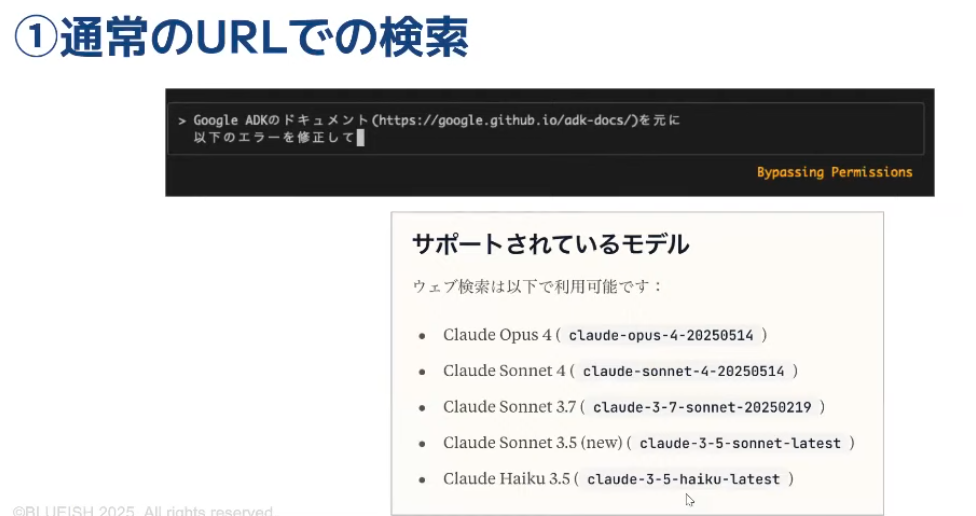 ①通常のURLでの検索
> Google ADKのドキュメント(https://google.github.io/adk-docs/)を元に
以下のエラーを修正して
Bypassing Permissions
サポートされているモデル
ウェブ検索は以下で利用可能です：
• Claude Opus 4 ( claude-opus-4-20250514 )
• Claude Sonnet 4 ( claude-sonnet-4-20250514 )
• Claude Sonnet 3.7 ( claude-3-7-sonnet-20250219 )
• Claude Sonnet 3.5 (new) ( claude-3-5-sonnet-latest )
• Claude Haiku 3.5 ( claude-3-5-haiku-latest )
©BLUEISH 2025. All rights reserved.